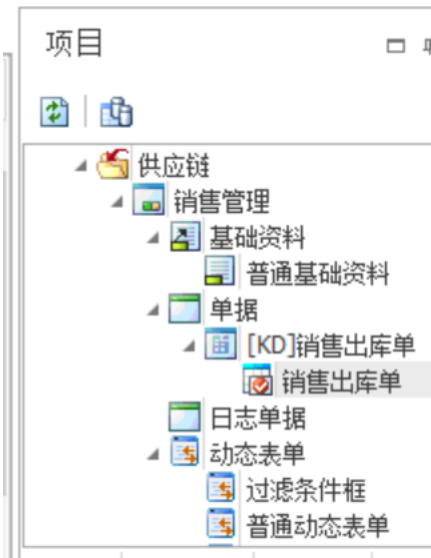 项目
供应链
销售管理
基础资料
普通基础资料
单据
[KD]销售出库单
销售出库单
日志单据
动态表单
过滤条件框
普通动态表单